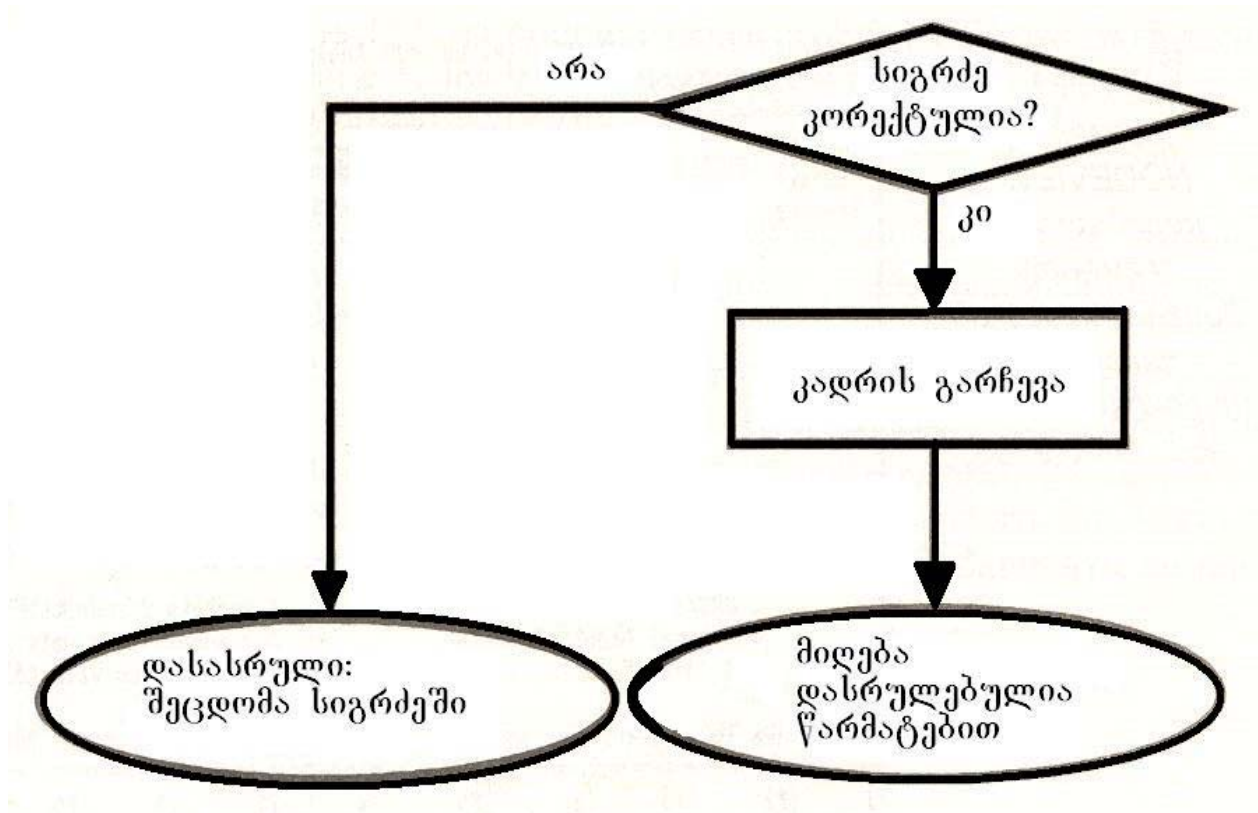 არა
სიგრძე
კორექტულია?
კი
კადრის გარჩევა
დასასრული:
შეცდომა სიგრძეში
მიღება
დასრულებულია
წარმატებით